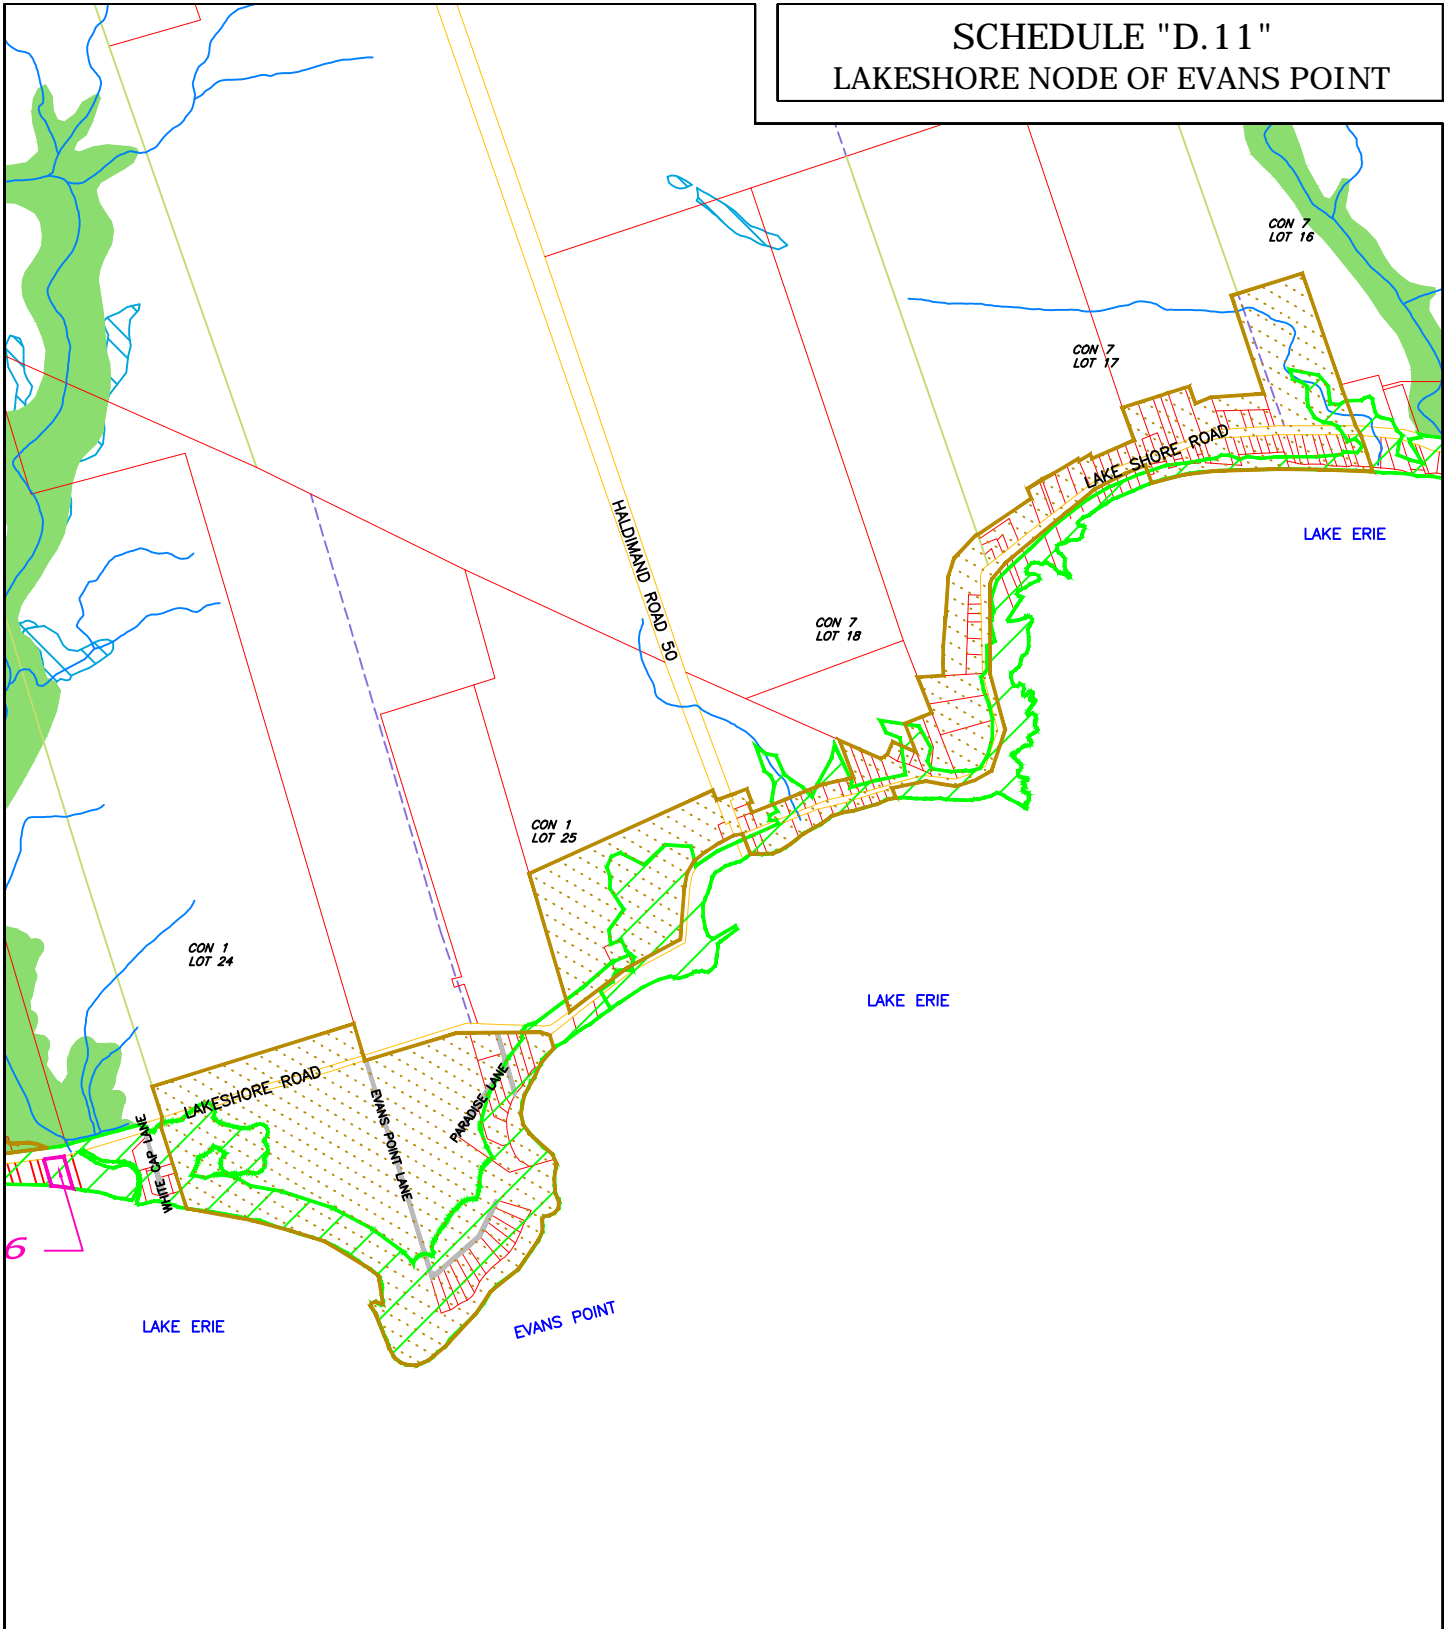 SCHEDULE "D.11"
LAKESHORE NODE OF EVANS POINT
CON 7
LOT 16
CON 7
LOT 17
LAKE SHORE ROAD
LAKE ERIE
HALDIMAND ROAD 50
CON 7
LOT 18
CON 1
LOT 25
CON 1
LOT 24
LAKE ERIE
LAKESHORE ROAD
PARADISE LANE
EVANS POINT LANE
WHITE CAP LANE
6
LAKE ERIE
EVANS POINT